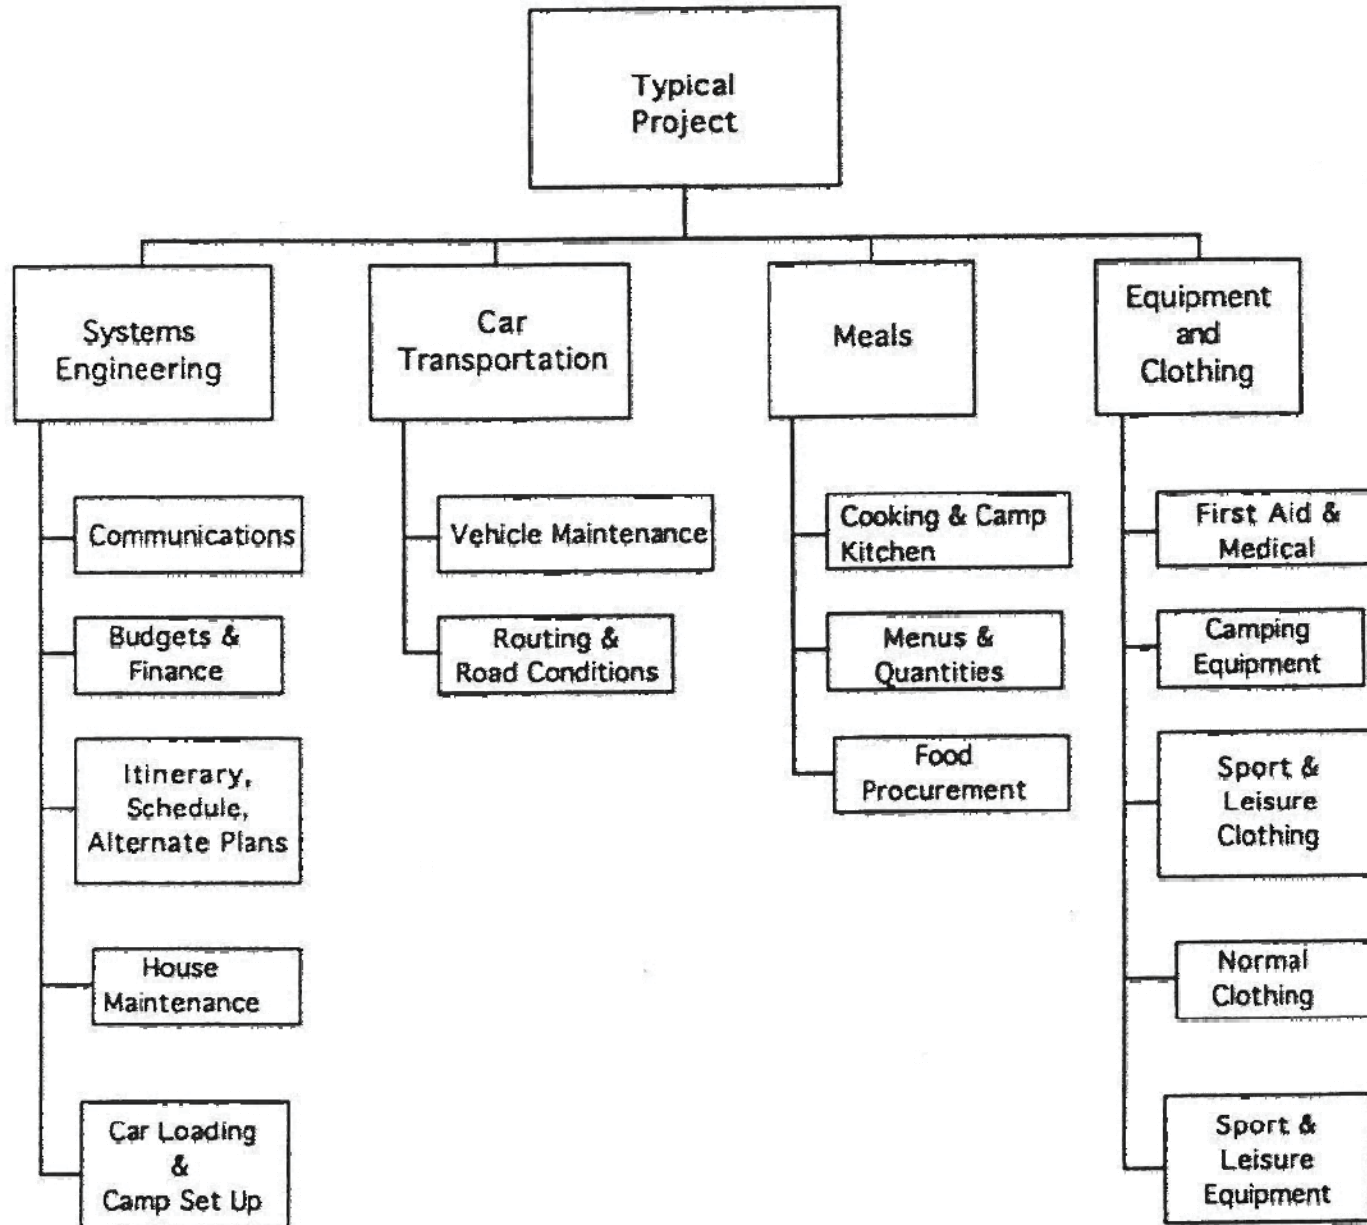 Typical
Project
Systems
Engineering
Car
Transportation
Meals
Equipment
and
Clothing
Communications
Budgets &
Finance
Itinerary,
Schedule,
Alternate Plans
House
Maintenance
Car Loading
&
Camp Set Up
Vehicle Maintenance
Routing &
Road Conditions
Cooking & Camp
Kitchen
Menus &
Quantities
Food
Procurement
First Aid &
Medical
Camping
Equipment
Sport &
Leisure
Clothing
Normal
Clothing
Sport &
Leisure
Equipment